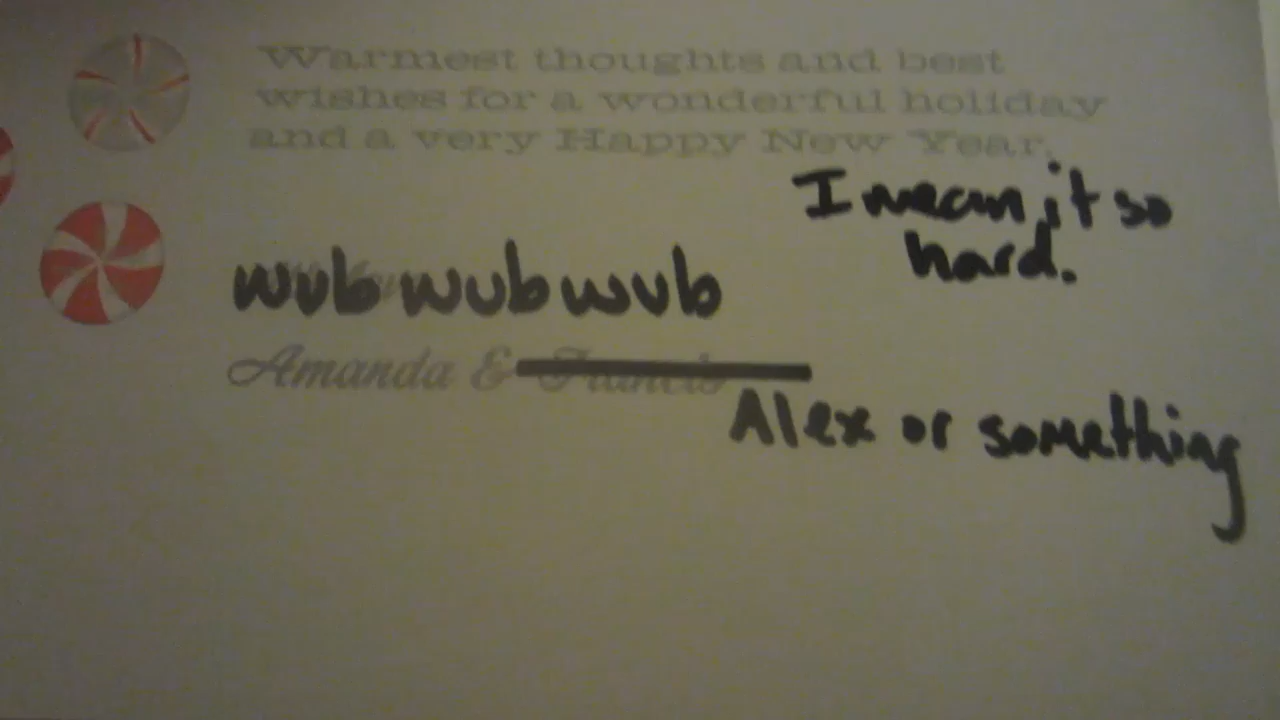 Warmest thoughts and best
wishes for a wonderful holiday
and a very Happy New Year.
I mean it so
hard.
wub wub wub
Amanda & Francis
Alex or something